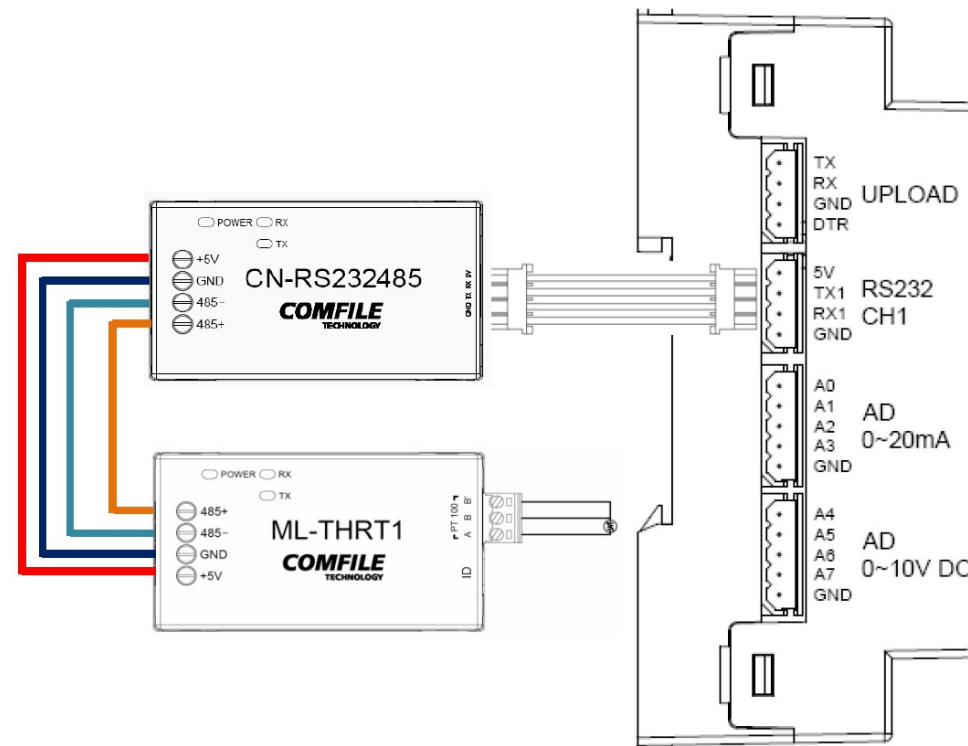 POWER RX
TX
+5V
GND
485-
485+
CN-RS232485
COMFILE
TECHNOLOGY
GND TX RX 5V
POWER RX
TX
485+
485-
GND
+5V
ML-THRT1
COMFILE
TECHNOLOGY
PT 100
A B B'
ID
TX
RX
GND
DTR
UPLOAD
5V
TX1
RX1
GND
RS232
CH1
A0
A1
A2
A3
GND
AD
0~20mA
A4
A5
A6
A7
GND
AD
0~10V DC